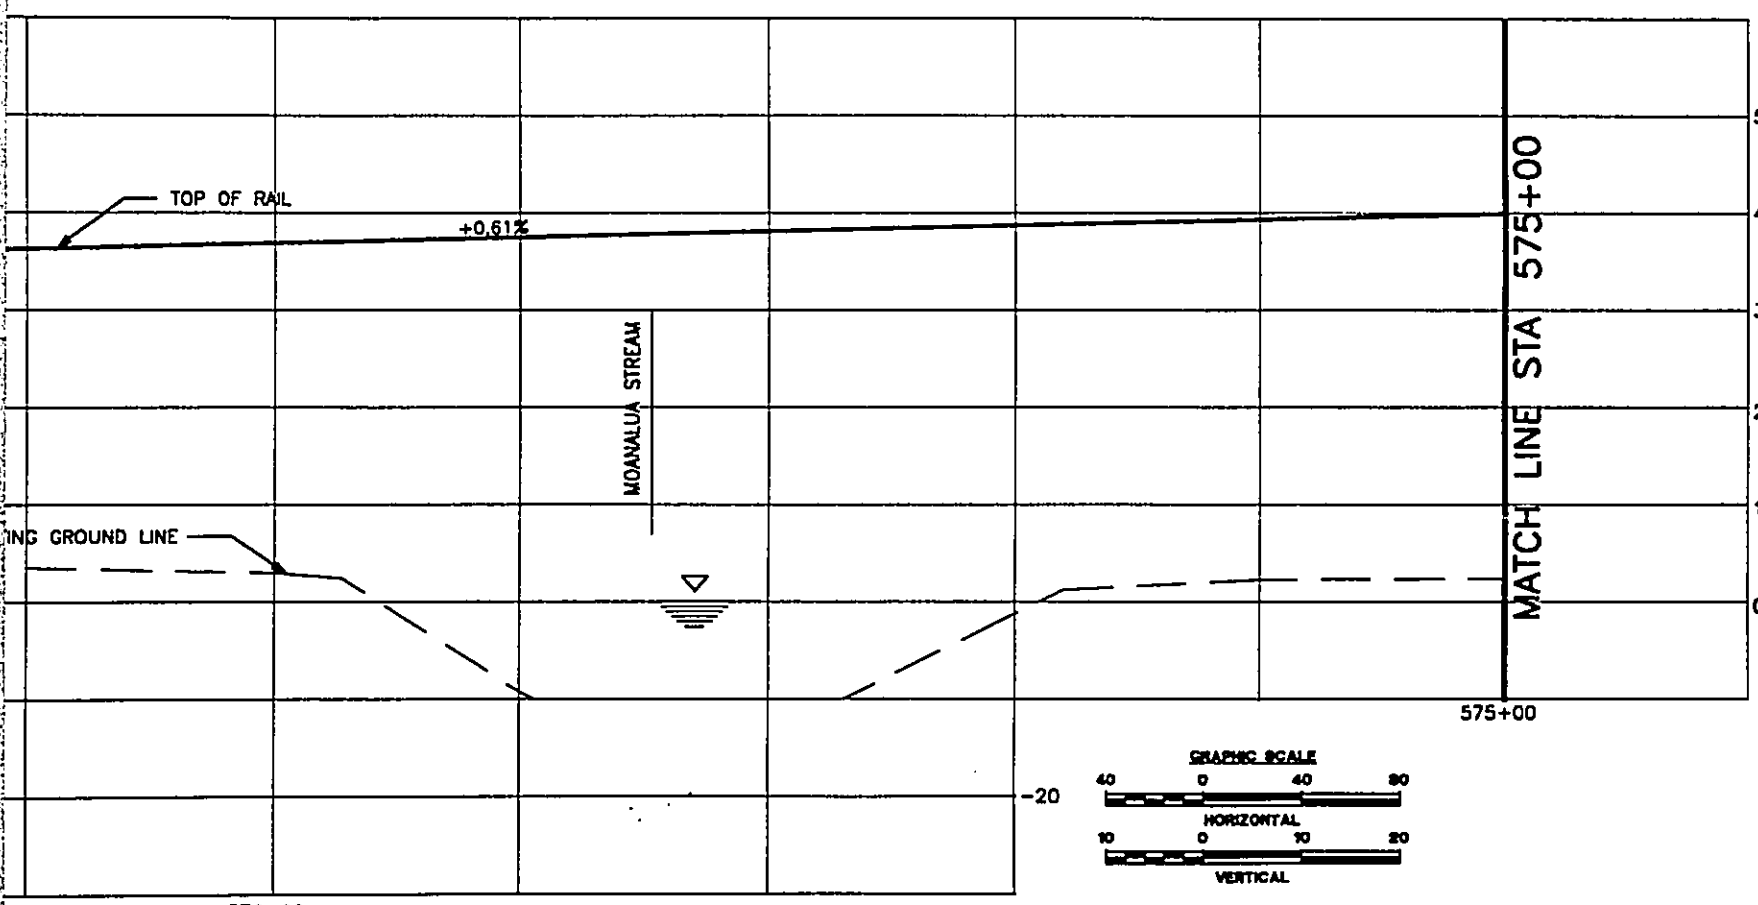 TOP OF RAIL
+0.61%
MOANALUA STREAM
ING GROUND LINE
MATCH LINE STA 575+00
575+00
-20
GRAPHIC SCALE
40 0 40 80
HORIZONTAL
10 0 10 20
VERTICAL